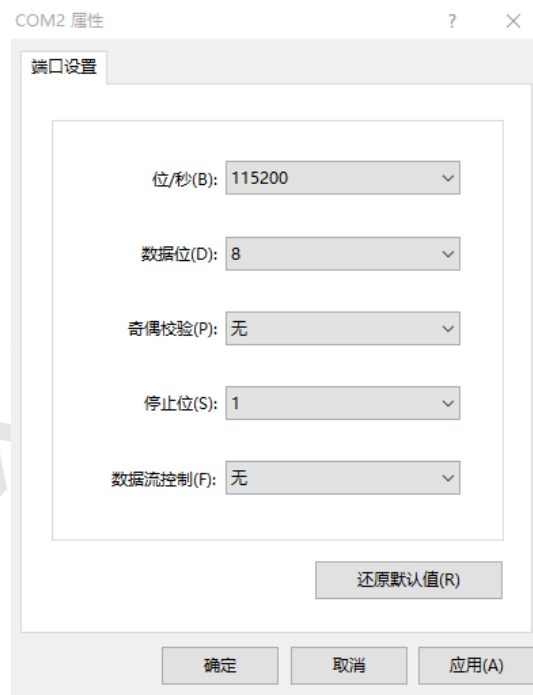 COM2 属性
端口设置
位/秒(B): 115200
数据位(D): 8
奇偶校验(P): 无
停止位(S): 1
数据流控制(F): 无
还原默认值(R)
确定 取消 应用(A)